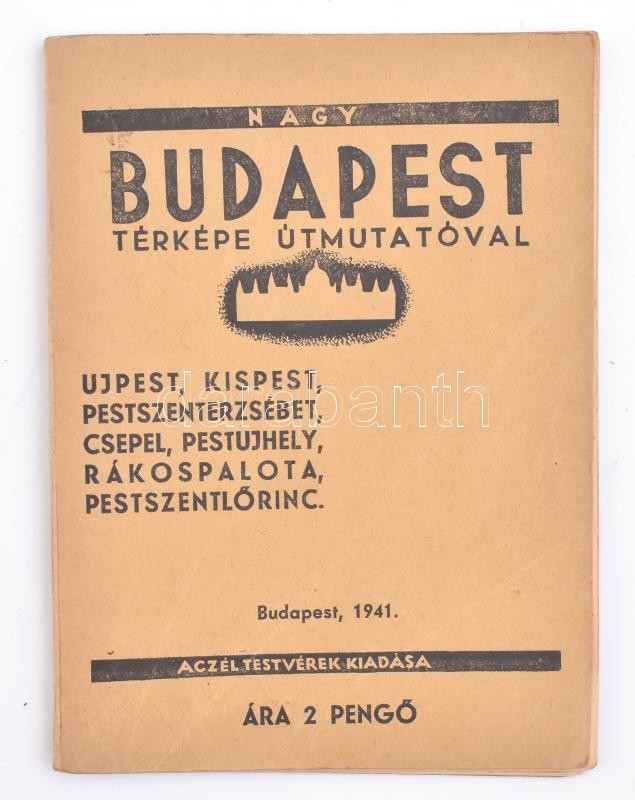 NAGY
BUDAPEST
TÉRKÉPE ÚTMUTATÓVAL
UJPEST, KISPEST,
PESTSZENTERZSÉBET,
CSEPEL, PESTUJHELY,
RÁKOSPALOTA,
PESTSZENTLŐRINC.
darabanth
Budapest, 1941.
ACZÉL TESTVÉREK KIADÁSA
ÁRA 2 PENGŐ